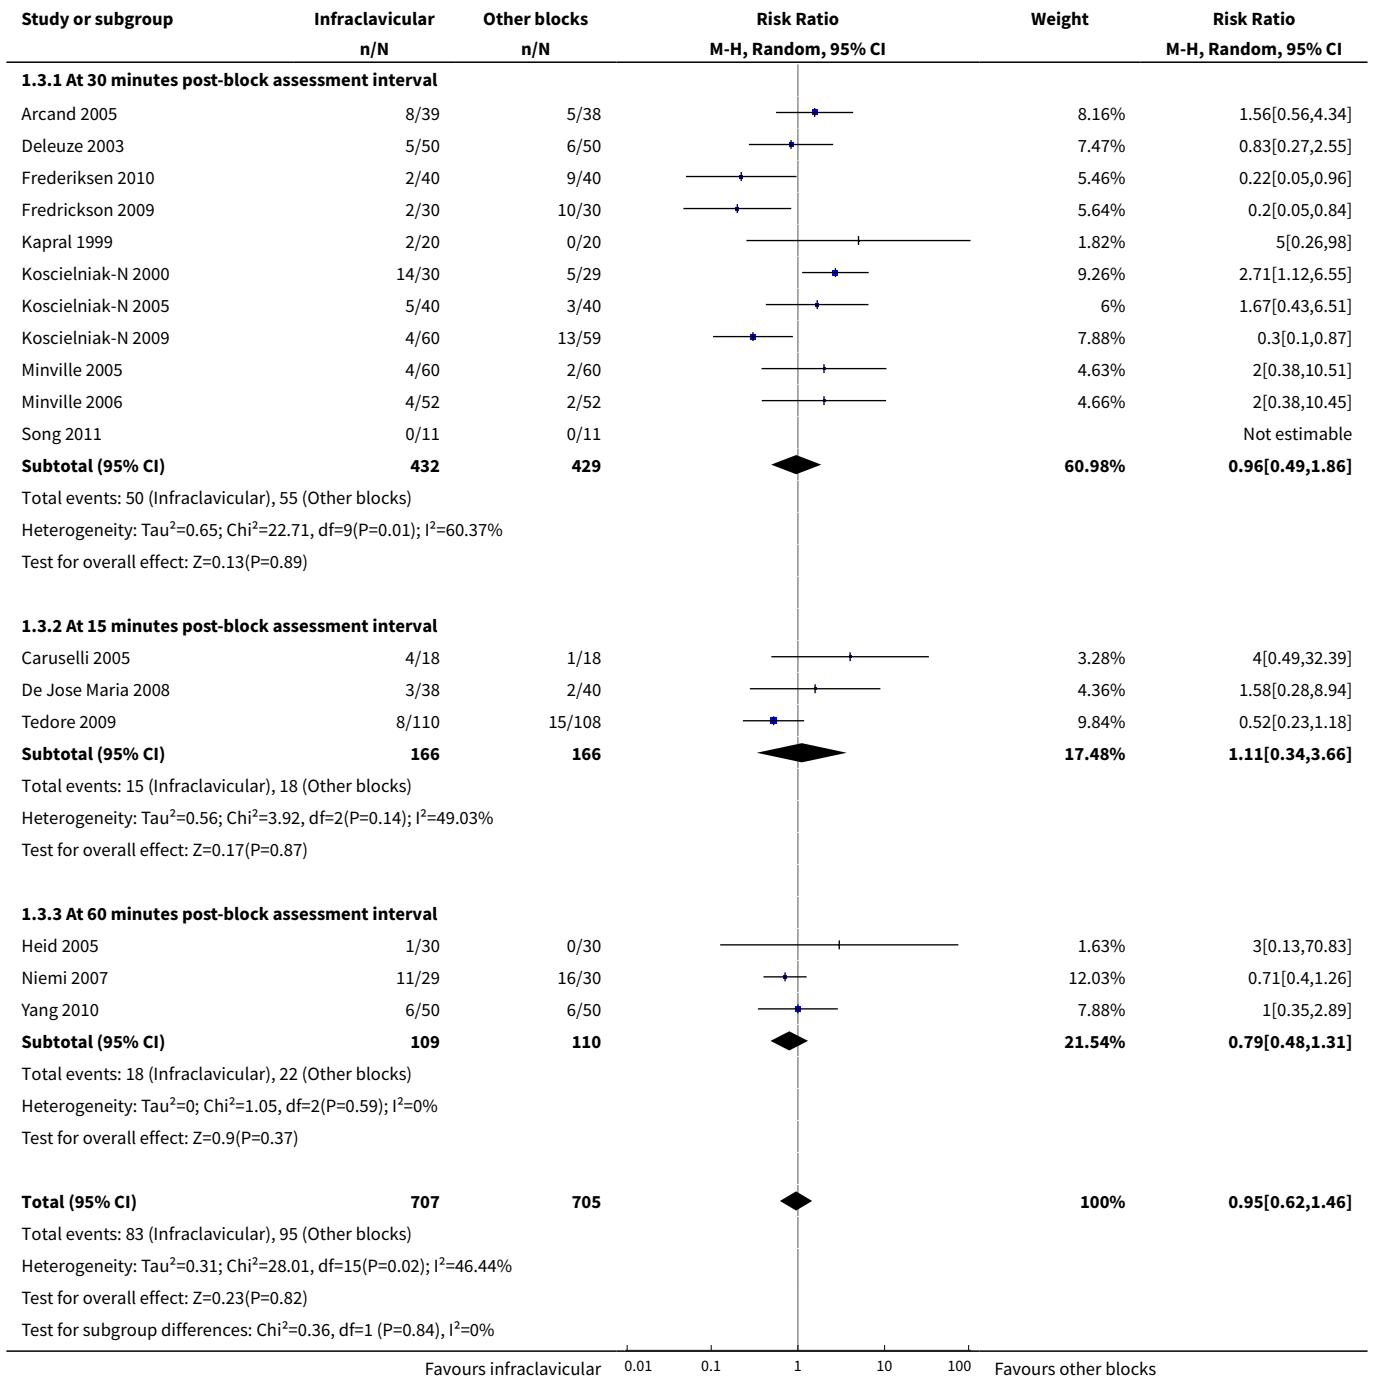 Study or subgroup Infraclavicular Other blocks Risk Ratio Weight Risk Ratio
n/N n/N M-H, Random, 95% CI M-H, Random, 95% CI
1.3.1 At 30 minutes post-block assessment interval
Arcand 2005 8/39 5/38 8.16% 1.56[0.56,4.34]
Deleuze 2003 5/50 6/50 7.47% 0.83[0.27,2.55]
Frederiksen 2010 2/40 9/40 5.46% 0.22[0.05,0.96]
Fredrickson 2009 2/30 10/30 5.64% 0.2[0.05,0.84]
Kapral 1999 2/20 0/20 1.82% 5[0.26,98]
Koscielniak-N 2000 14/30 5/29 9.26% 2.71[1.12,6.55]
Koscielniak-N 2005 5/40 3/40 6% 1.67[0.43,6.51]
Koscielniak-N 2009 4/60 13/59 7.88% 0.3[0.1,0.87]
Minville 2005 4/60 2/60 4.63% 2[0.38,10.51]
Minville 2006 4/52 2/52 4.66% 2[0.38,10.45]
Song 2011 0/11 0/11 Not estimable
Subtotal (95% CI) 432 429 60.98% 0.96[0.49,1.86]
Total events: 50 (Infraclavicular), 55 (Other blocks)
Heterogeneity: Tau²=0.65; Chi²=22.71, df=9(P=0.01); I²=60.37%
Test for overall effect: Z=0.13(P=0.89)
1.3.2 At 15 minutes post-block assessment interval
Caruselli 2005 4/18 1/18 3.28% 4[0.49,32.39]
De Jose Maria 2008 3/38 2/40 4.36% 1.58[0.28,8.94]
Tedore 2009 8/110 15/108 9.84% 0.52[0.23,1.18]
Subtotal (95% CI) 166 166 17.48% 1.11[0.34,3.66]
Total events: 15 (Infraclavicular), 18 (Other blocks)
Heterogeneity: Tau²=0.56; Chi²=3.92, df=2(P=0.14); I²=49.03%
Test for overall effect: Z=0.17(P=0.87)
1.3.3 At 60 minutes post-block assessment interval
Heid 2005 1/30 0/30 1.63% 3[0.13,70.83]
Niemi 2007 11/29 16/30 12.03% 0.71[0.4,1.26]
Yang 2010 6/50 6/50 7.88% 1[0.35,2.89]
Subtotal (95% CI) 109 110 21.54% 0.79[0.48,1.31]
Total events: 18 (Infraclavicular), 22 (Other blocks)
Heterogeneity: Tau²=0; Chi²=1.05, df=2(P=0.59); I²=0%
Test for overall effect: Z=0.9(P=0.37)
Total (95% CI) 707 705 100% 0.95[0.62,1.46]
Total events: 83 (Infraclavicular), 95 (Other blocks)
Heterogeneity: Tau²=0.31; Chi²=28.01, df=15(P=0.02); I²=46.44%
Test for overall effect: Z=0.23(P=0.82)
Test for subgroup differences: Chi²=0.36, df=1 (P=0.84), I²=0%
Favours infraclavicular 0.01 0.1 1 10 100 Favours other blocks